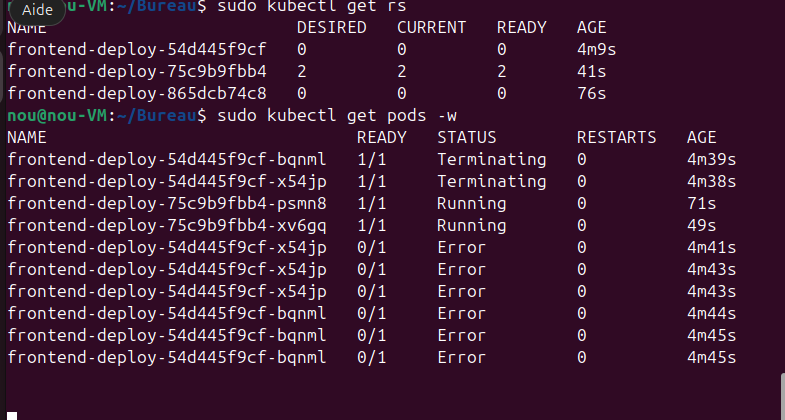 Aide
nou@nou-VM:~/Bureau$ sudo kubectl get rs
NAME DESIRED CURRENT READY AGE
frontend-deploy-54d445f9cf 0 0 0 4m9s
frontend-deploy-75c9b9fbb4 2 2 2 41s
frontend-deploy-865dcb74c8 0 0 0 76s
nou@nou-VM:~/Bureau$ sudo kubectl get pods -w
NAME READY STATUS RESTARTS AGE
frontend-deploy-54d445f9cf-bqnml 1/1 Terminating 0 4m39s
frontend-deploy-54d445f9cf-x54jp 1/1 Terminating 0 4m38s
frontend-deploy-75c9b9fbb4-psmn8 1/1 Running 0 71s
frontend-deploy-75c9b9fbb4-xv6gq 1/1 Running 0 49s
frontend-deploy-54d445f9cf-x54jp 0/1 Error 0 4m41s
frontend-deploy-54d445f9cf-x54jp 0/1 Error 0 4m43s
frontend-deploy-54d445f9cf-x54jp 0/1 Error 0 4m43s
frontend-deploy-54d445f9cf-bqnml 0/1 Error 0 4m44s
frontend-deploy-54d445f9cf-bqnml 0/1 Error 0 4m45s
frontend-deploy-54d445f9cf-bqnml 0/1 Error 0 4m45s